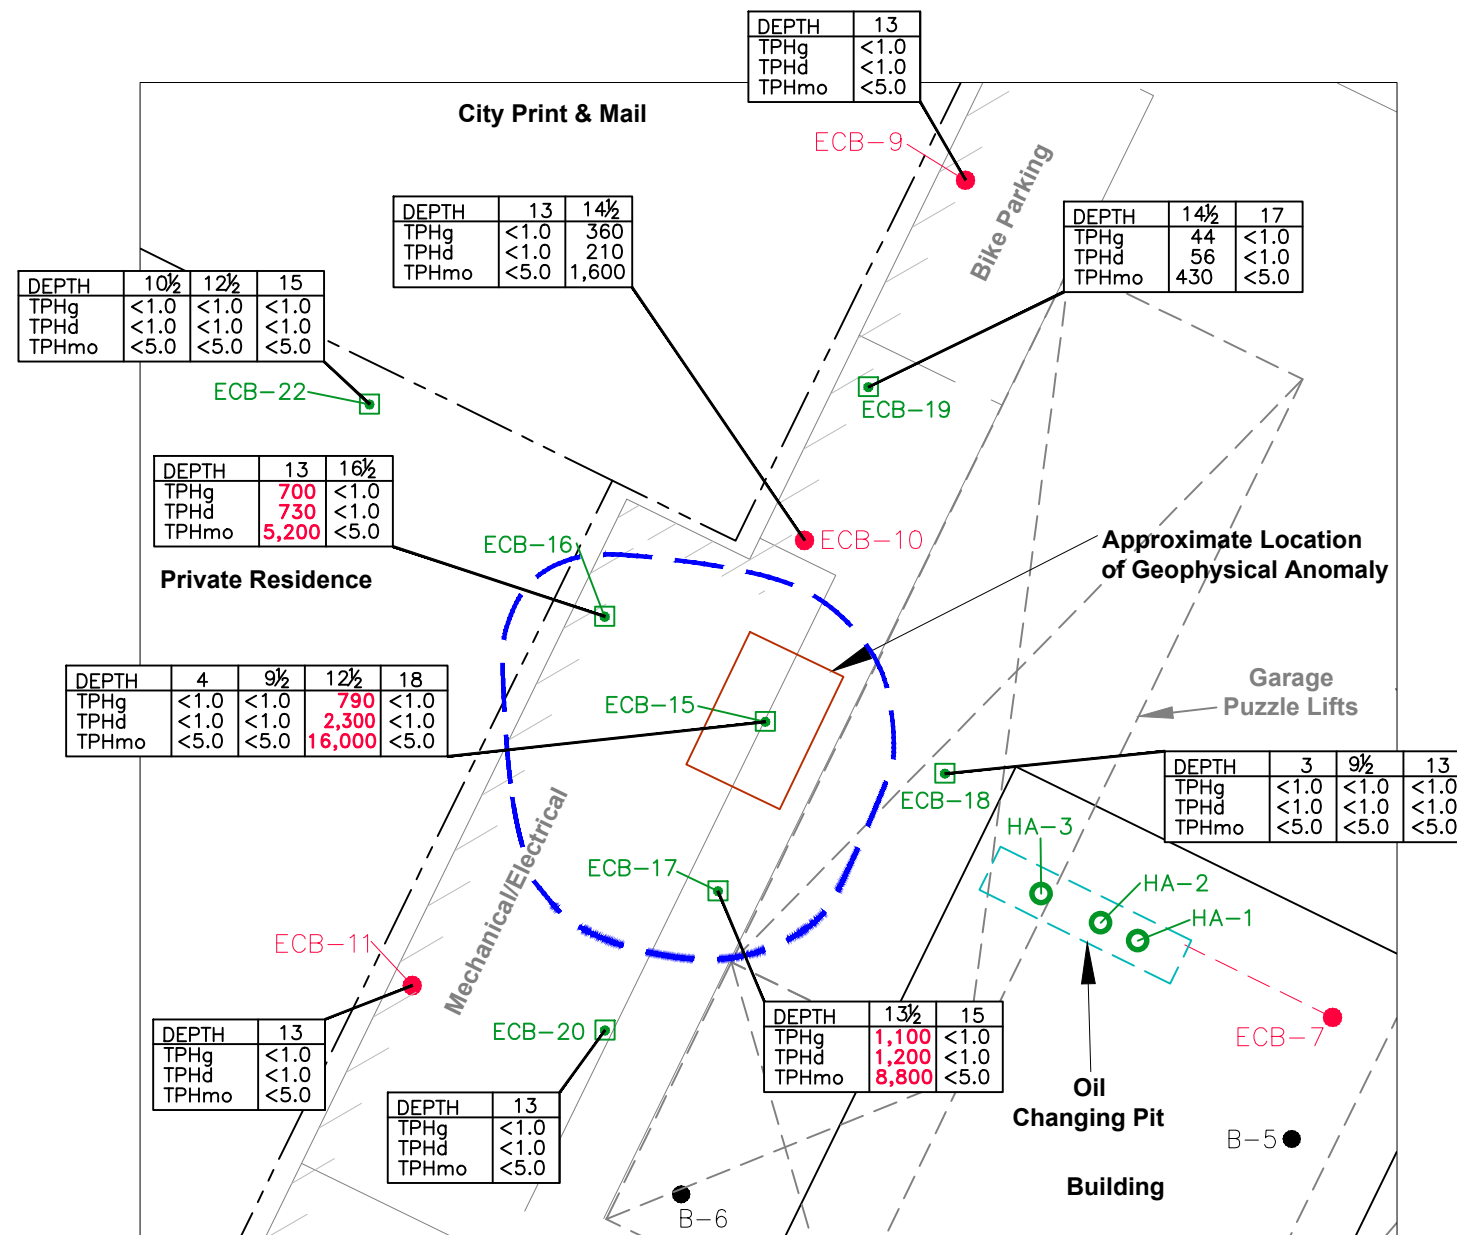 DEPTH 13
TPHg <1.0
TPHd <1.0
TPHmo <5.0
City Print & Mail
ECB-9
Bike Parking
DEPTH 13 14½
TPHg <1.0 360
TPHd <1.0 210
TPHmo <5.0 1,600
DEPTH 14½ 17
TPHg 44 <1.0
TPHd 56 <1.0
TPHmo 430 <5.0
DEPTH 10½ 12½ 15
TPHg <1.0 <1.0 <1.0
TPHd <1.0 <1.0 <1.0
TPHmo <5.0 <5.0 <5.0
ECB-22
ECB-19
DEPTH 13 16½
TPHg 700 <1.0
TPHd 730 <1.0
TPHmo 5,200 <5.0
ECB-16
ECB-10
Approximate Location
of Geophysical Anomaly
Private Residence
DEPTH 4 9½ 12½ 18
TPHg <1.0 <1.0 790 <1.0
TPHd <1.0 <1.0 2,300 <1.0
TPHmo <5.0 <5.0 16,000 <5.0
ECB-15
Garage
Puzzle Lifts
DEPTH 3 9½ 13
TPHg <1.0 <1.0 <1.0
TPHd <1.0 <1.0 <1.0
TPHmo <5.0 <5.0 <5.0
ECB-18
HA-3
Mechanical/Electrical
ECB-17
HA-2
HA-1
ECB-11
DEPTH 13
TPHg <1.0
TPHd <1.0
TPHmo <5.0
ECB-20
DEPTH 13½ 15
TPHg 1,100 <1.0
TPHd 1,200 <1.0
TPHmo 8,800 <5.0
ECB-7
Oil
Changing Pit
DEPTH 13
TPHg <1.0
TPHd <1.0
TPHmo <5.0
B-5
Building
B-6